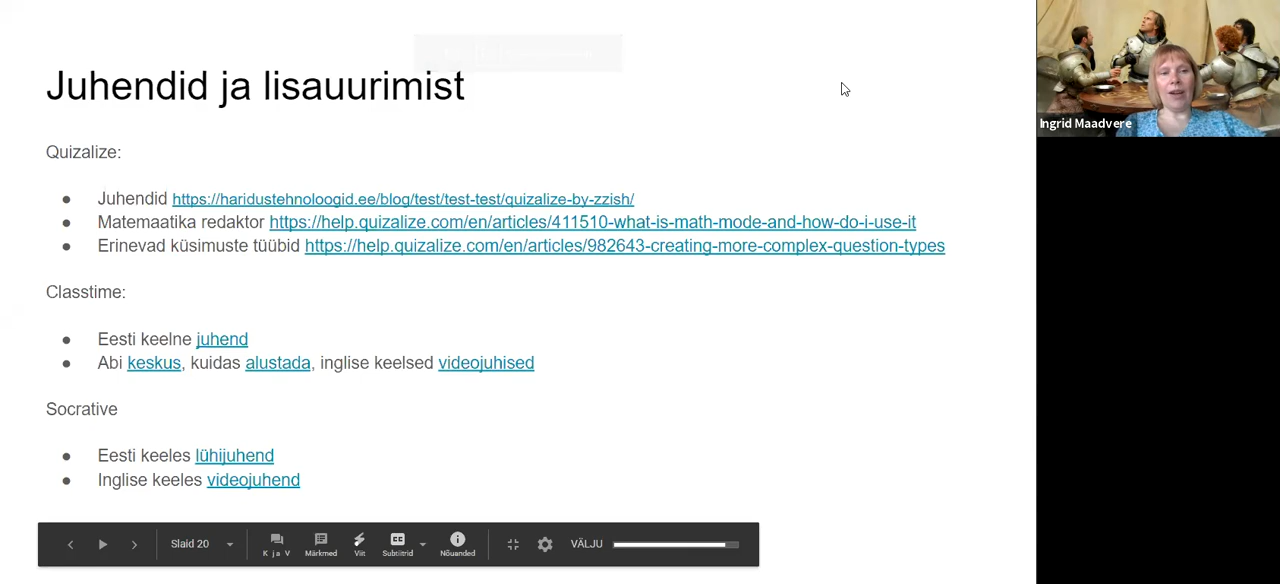 Juhendid ja lisauurimist
Quizalize:
● Juhendid https://haridustehnoloogid.ee/blog/test/test-test/quizalize-by-zzish/
● Matemaatika redaktor https://help.quizalize.com/en/articles/411510-what-is-math-mode-and-how-do-i-use-it
● Erinevad küsimuste tüübid https://help.quizalize.com/en/articles/982643-creating-more-complex-question-types
Classtime:
● Eesti keelne juhend
● Abi keskus, kuidas alustada, inglise keelsed videojuhised
Socrative
● Eesti keeles lühijuhend
● Inglise keeles videojuhend
Slaid 20 K ja V Märkmed Viit Subtiitrid Nõuanded VÄLJU
Ingrid Maadvere